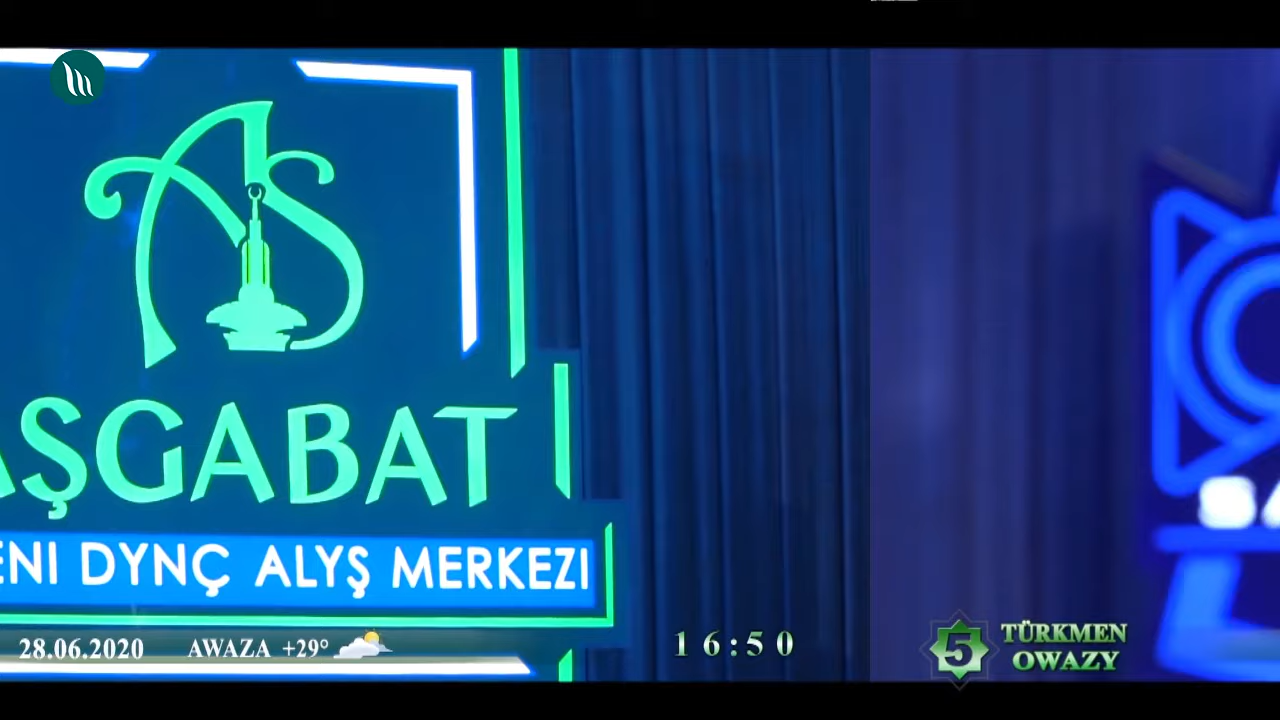 AŞGABAT
ENI DYNÇ ALYŞ MERKEZI
28.06.2020 AWAZA +29° 16:50
5 TÜRKMEN
OWAZY